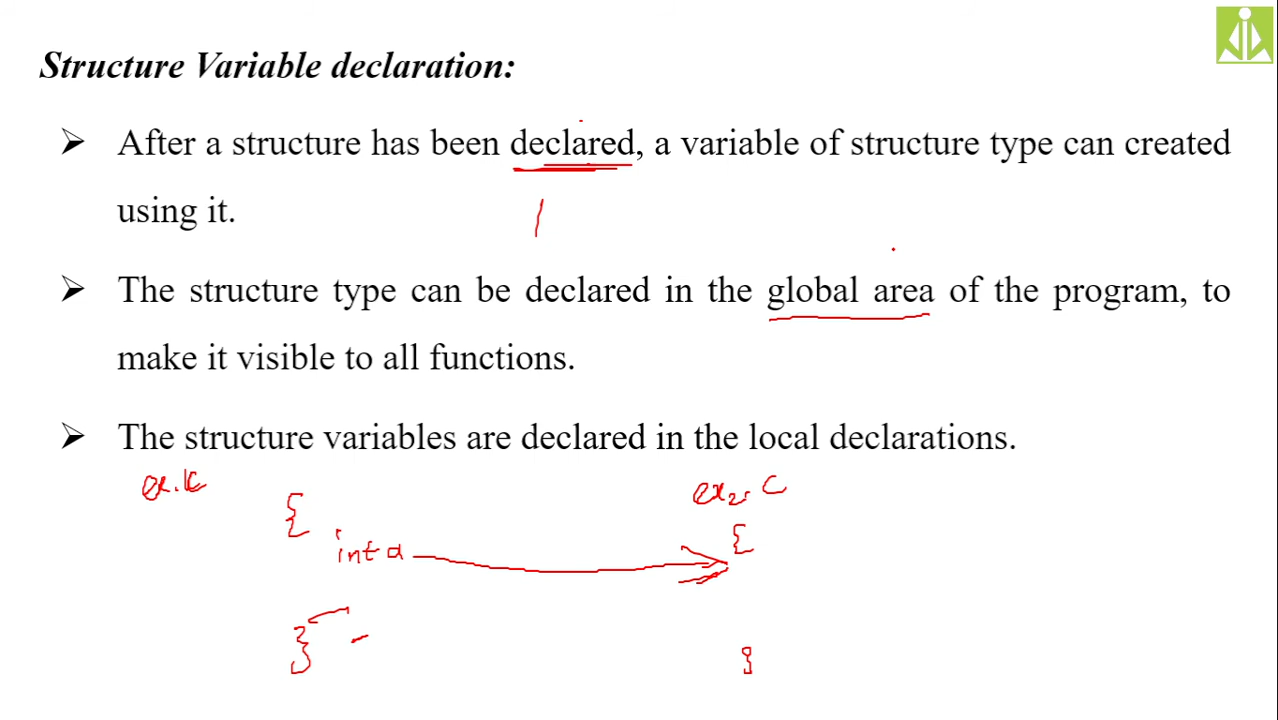 Structure Variable declaration:
➤ After a structure has been declared, a variable of structure type can created
using it.
➤ The structure type can be declared in the global area of the program, to
make it visible to all functions.
➤ The structure variables are declared in the local declarations.
{
ex2. C
int a
{
}
}